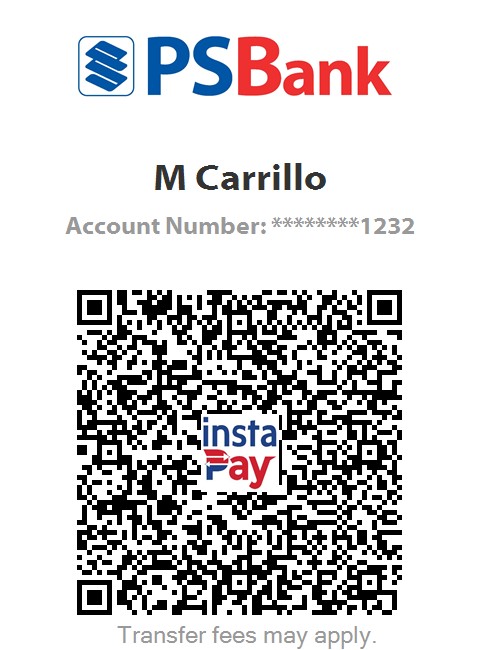 PSBank
M Carrillo
Account Number: ********1232
insta
Pay
Transfer fees may apply.